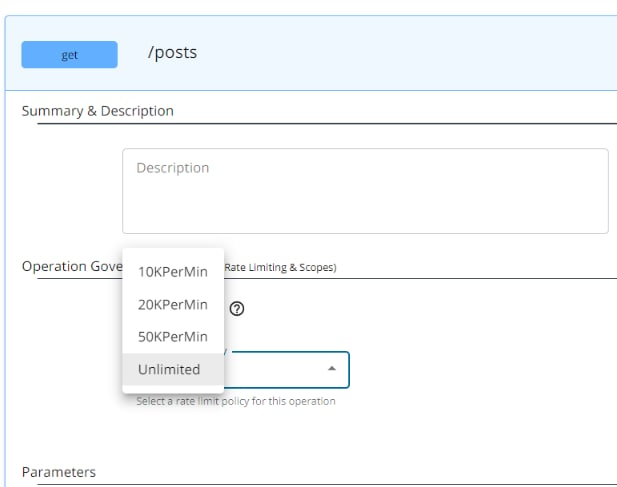 get /posts
Summary & Description
Description
Operation Gove Rate Limiting & Scopes)
10KPerMin
20KPerMin
50KPerMin
Unlimited
Select a rate limit policy for this operation
Parameters